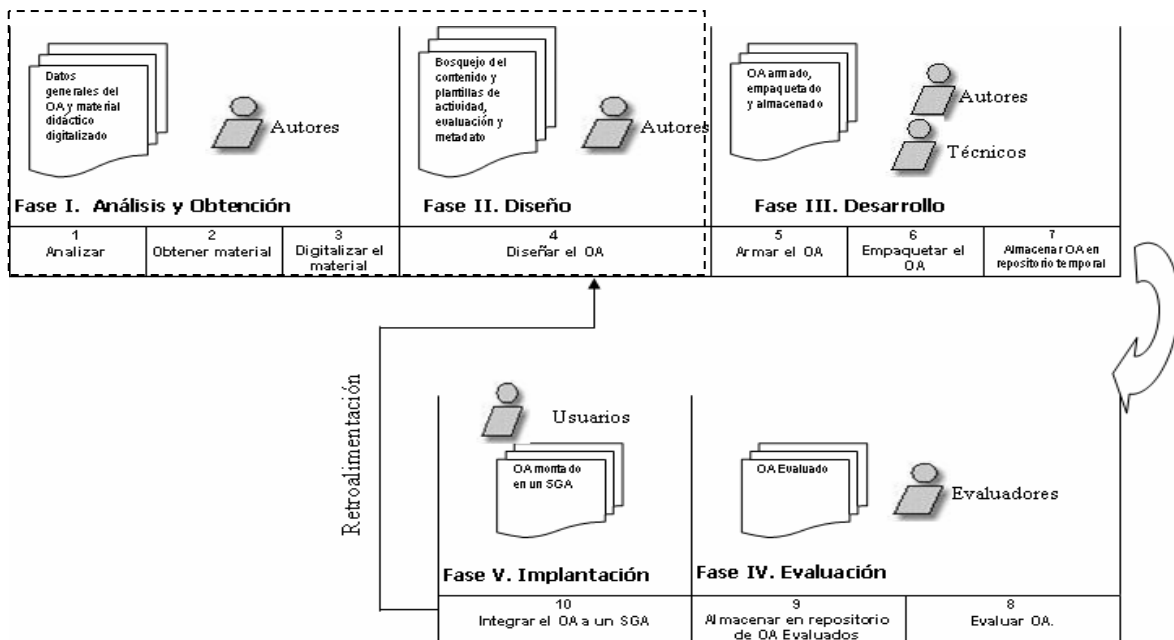 Datos
generales del
OA y material
didáctico
digitalizado
Autores
Fase I. Análisis y Obtención
1
Analizar
2
Obtener material
3
Digitalizar el
material
Bosquejo del
contenido y
plantillas de
actividad,
evaluación y
metadato
Autores
Fase II. Diseño
4
Diseñar el OA
OA armado,
empaquetado
y almacenado
Autores
Técnicos
Fase III. Desarrollo
5
Armar el OA
6
Empaquetar el
OA
7
Almacenar OA en
repositorio temporal
Retroalimentación
Usuarios
OA montado
en un SGA
Fase V. Implantación
10
Integrar el OA a un SGA
OA Evaluado
Evaluadores
Fase IV. Evaluación
9
Almacenar en repositorio
de OA Evaluados
8
Evaluar OA.